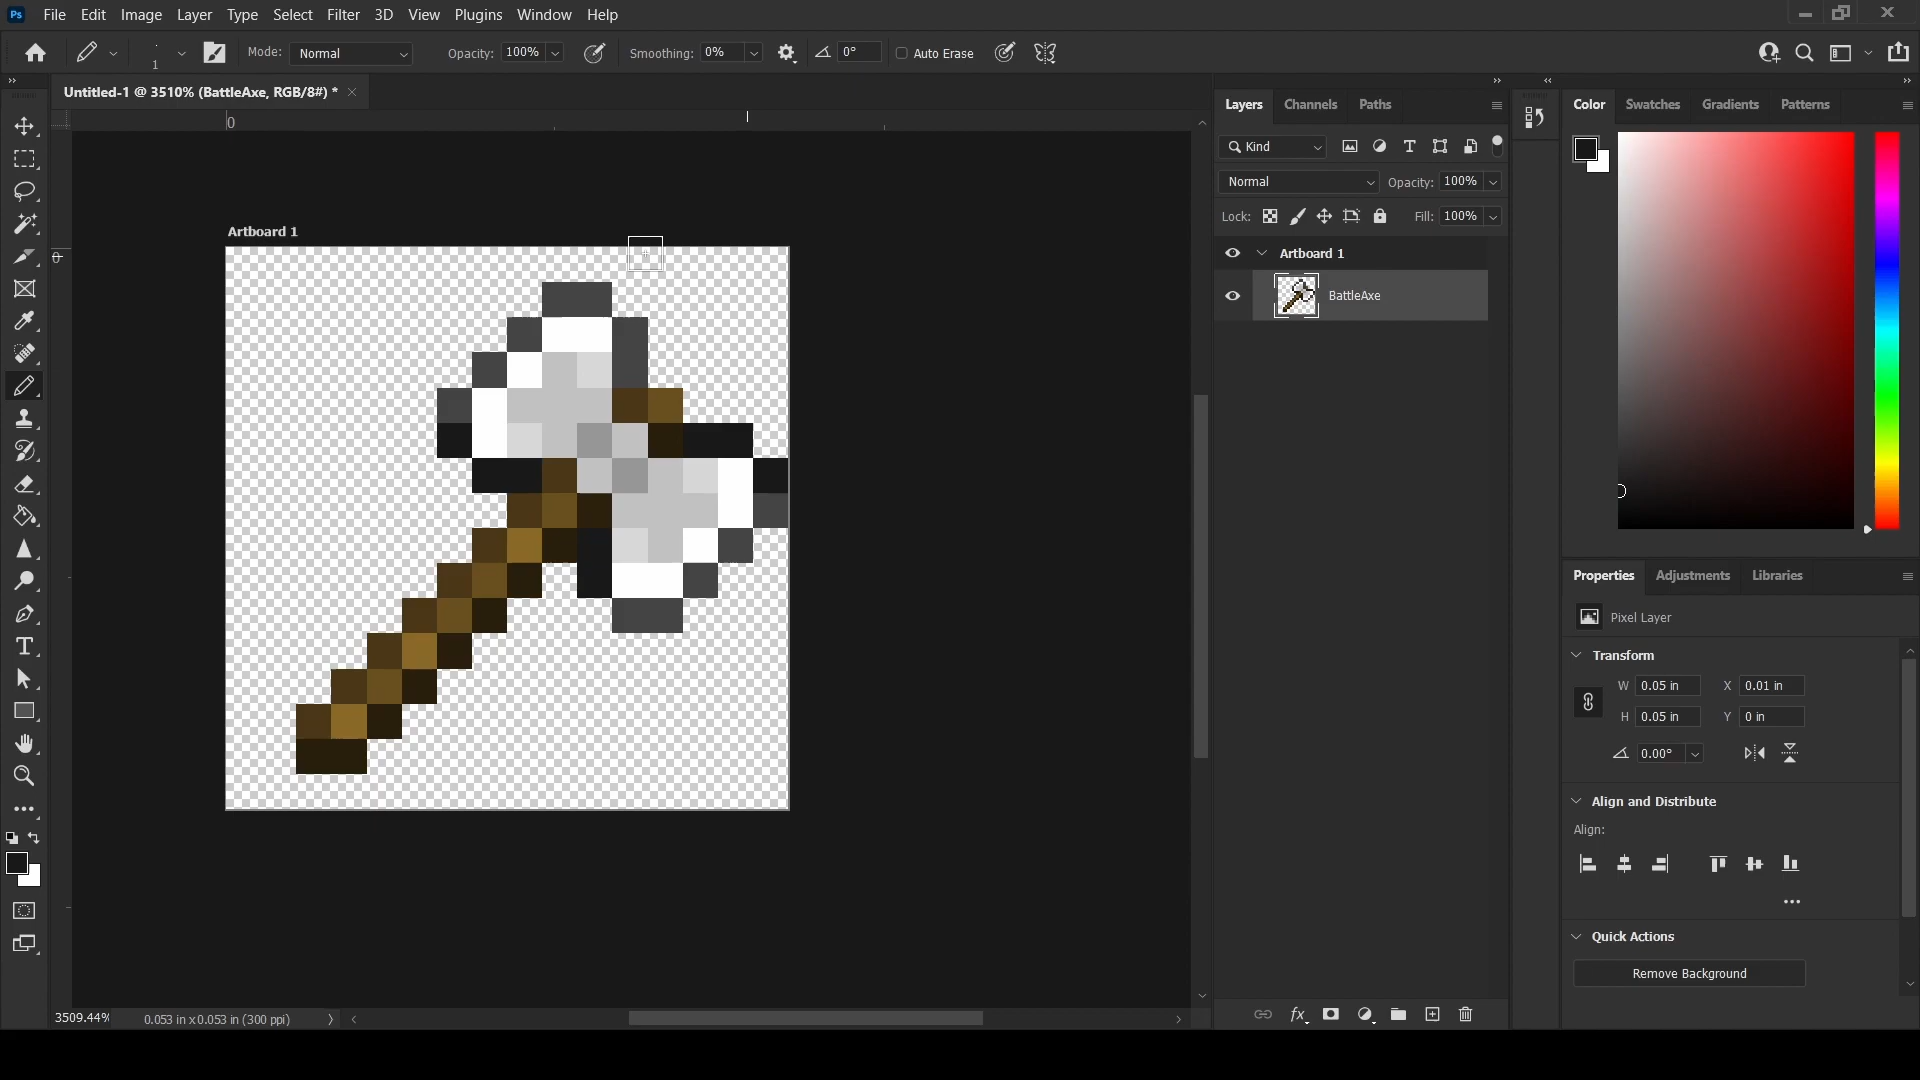 Ps File Edit Image Layer Type Select Filter 3D View Plugins Window Help
1 Mode: Normal Opacity: 100% Smoothing: 0% 0° Auto Erase
Untitled-1 @ 3510% (BattleAxe, RGB/8#) *
0
0
Artboard 1
Layers Channels Paths
Kind
Normal Opacity: 100%
Lock: Fill: 100%
Artboard 1
BattleAxe
Color Swatches Gradients Patterns
Properties Adjustments Libraries
Pixel Layer
Transform
W 0.05 in X 0.01 in
H 0.05 in Y 0 in
0.00°
Align and Distribute
Align:
Quick Actions
Remove Background
3509.44% 0.053 in x 0.053 in (300 ppi)
fx